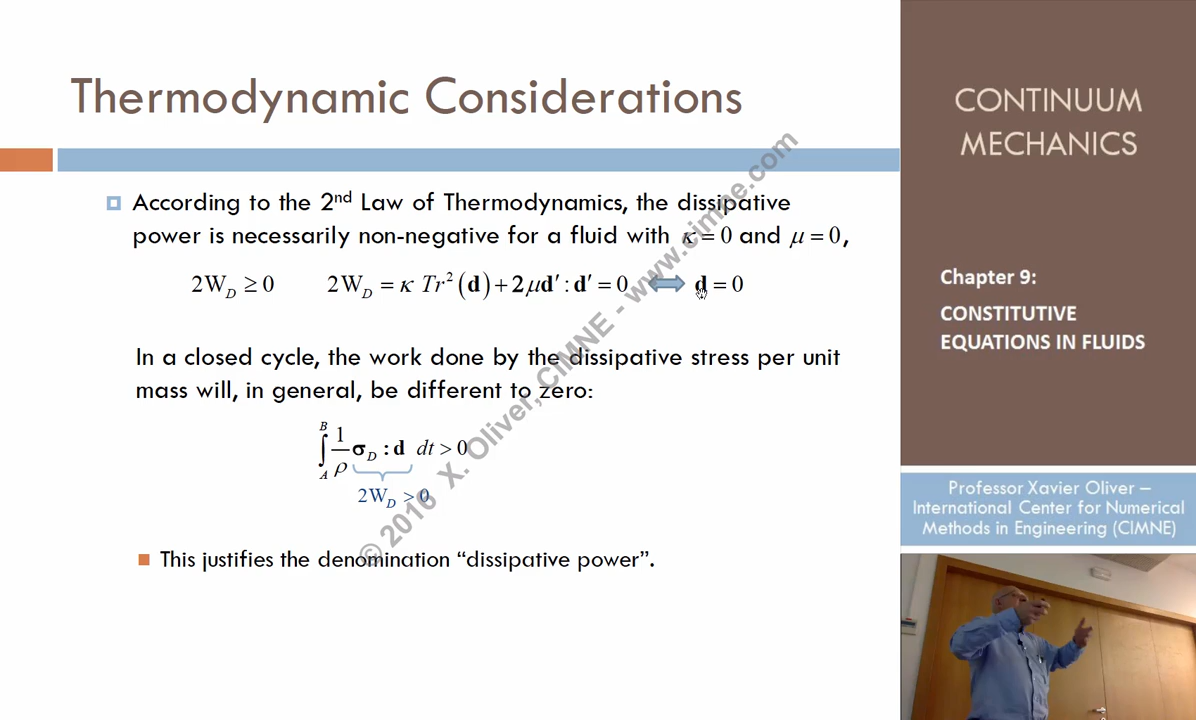 Thermodynamic Considerations
According to the 2nd Law of Thermodynamics, the dissipative
power is necessarily non-negative for a fluid with κ = 0 and μ = 0,
2W_D ≥ 0 2W_D = κ Tr²(d) + 2μd′ : d′ = 0 ⟺ d = 0
In a closed cycle, the work done by the dissipative stress per unit
mass will, in general, be different to zero:
∫_A^B 1/ρ σ_D : d dt > 0
2W_D > 0
This justifies the denomination “dissipative power”.
© 2016 X. Oliver, CIMNE - www.cimne.com
CONTINUUM
MECHANICS
Chapter 9:
CONSTITUTIVE
EQUATIONS IN FLUIDS
Professor Xavier Oliver –
International Center for Numerical
Methods in Engineering (CIMNE)